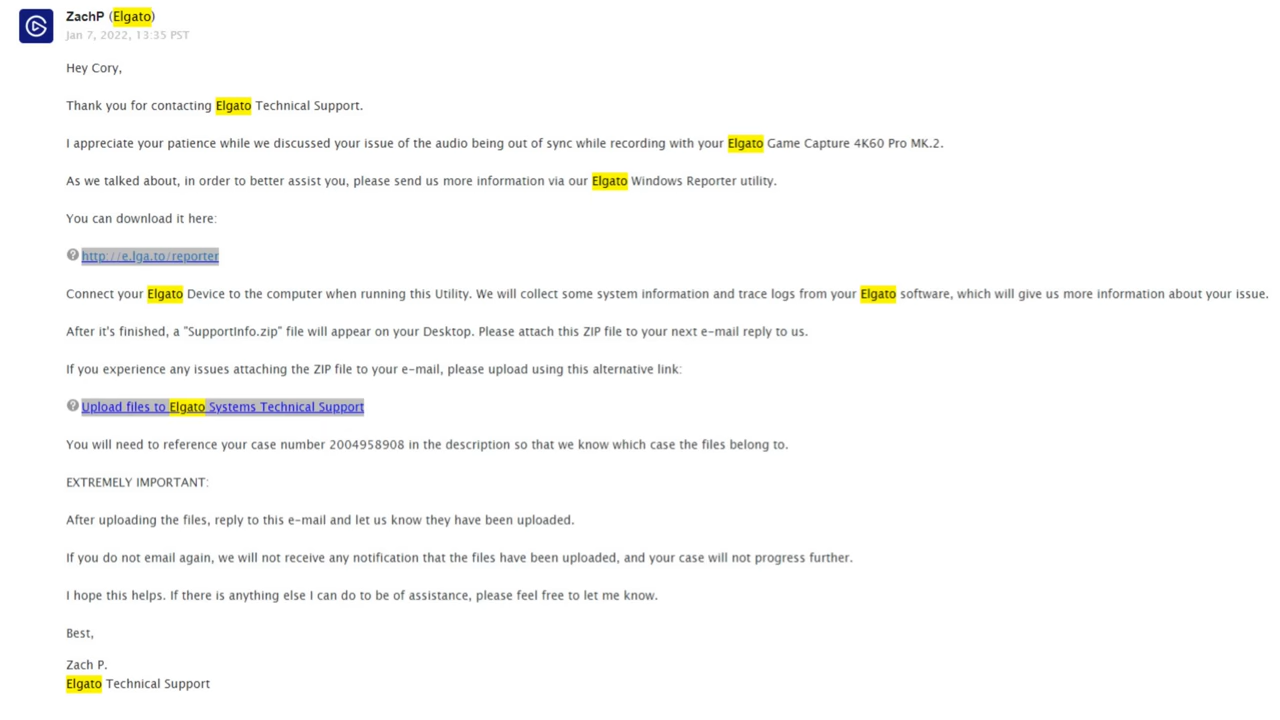 ZachP (Elgato)
Jan 7, 2022, 13:35 PST
Hey Cory,
Thank you for contacting Elgato Technical Support.
I appreciate your patience while we discussed your issue of the audio being out of sync while recording with your Elgato Game Capture 4K60 Pro MK.2.
As we talked about, in order to better assist you, please send us more information via our Elgato Windows Reporter utility.
You can download it here:
http://e.lga.to/reporter
Connect your Elgato Device to the computer when running this Utility. We will collect some system information and trace logs from your Elgato software, which will give us more information about your issue.
After it's finished, a "SupportInfo.zip" file will appear on your Desktop. Please attach this ZIP file to your next e-mail reply to us.
If you experience any issues attaching the ZIP file to your e-mail, please upload using this alternative link:
Upload files to Elgato Systems Technical Support
You will need to reference your case number 2004958908 in the description so that we know which case the files belong to.
EXTREMELY IMPORTANT:
After uploading the files, reply to this e-mail and let us know they have been uploaded.
If you do not email again, we will not receive any notification that the files have been uploaded, and your case will not progress further.
I hope this helps. If there is anything else I can do to be of assistance, please feel free to let me know.
Best,
Zach P.
Elgato Technical Support